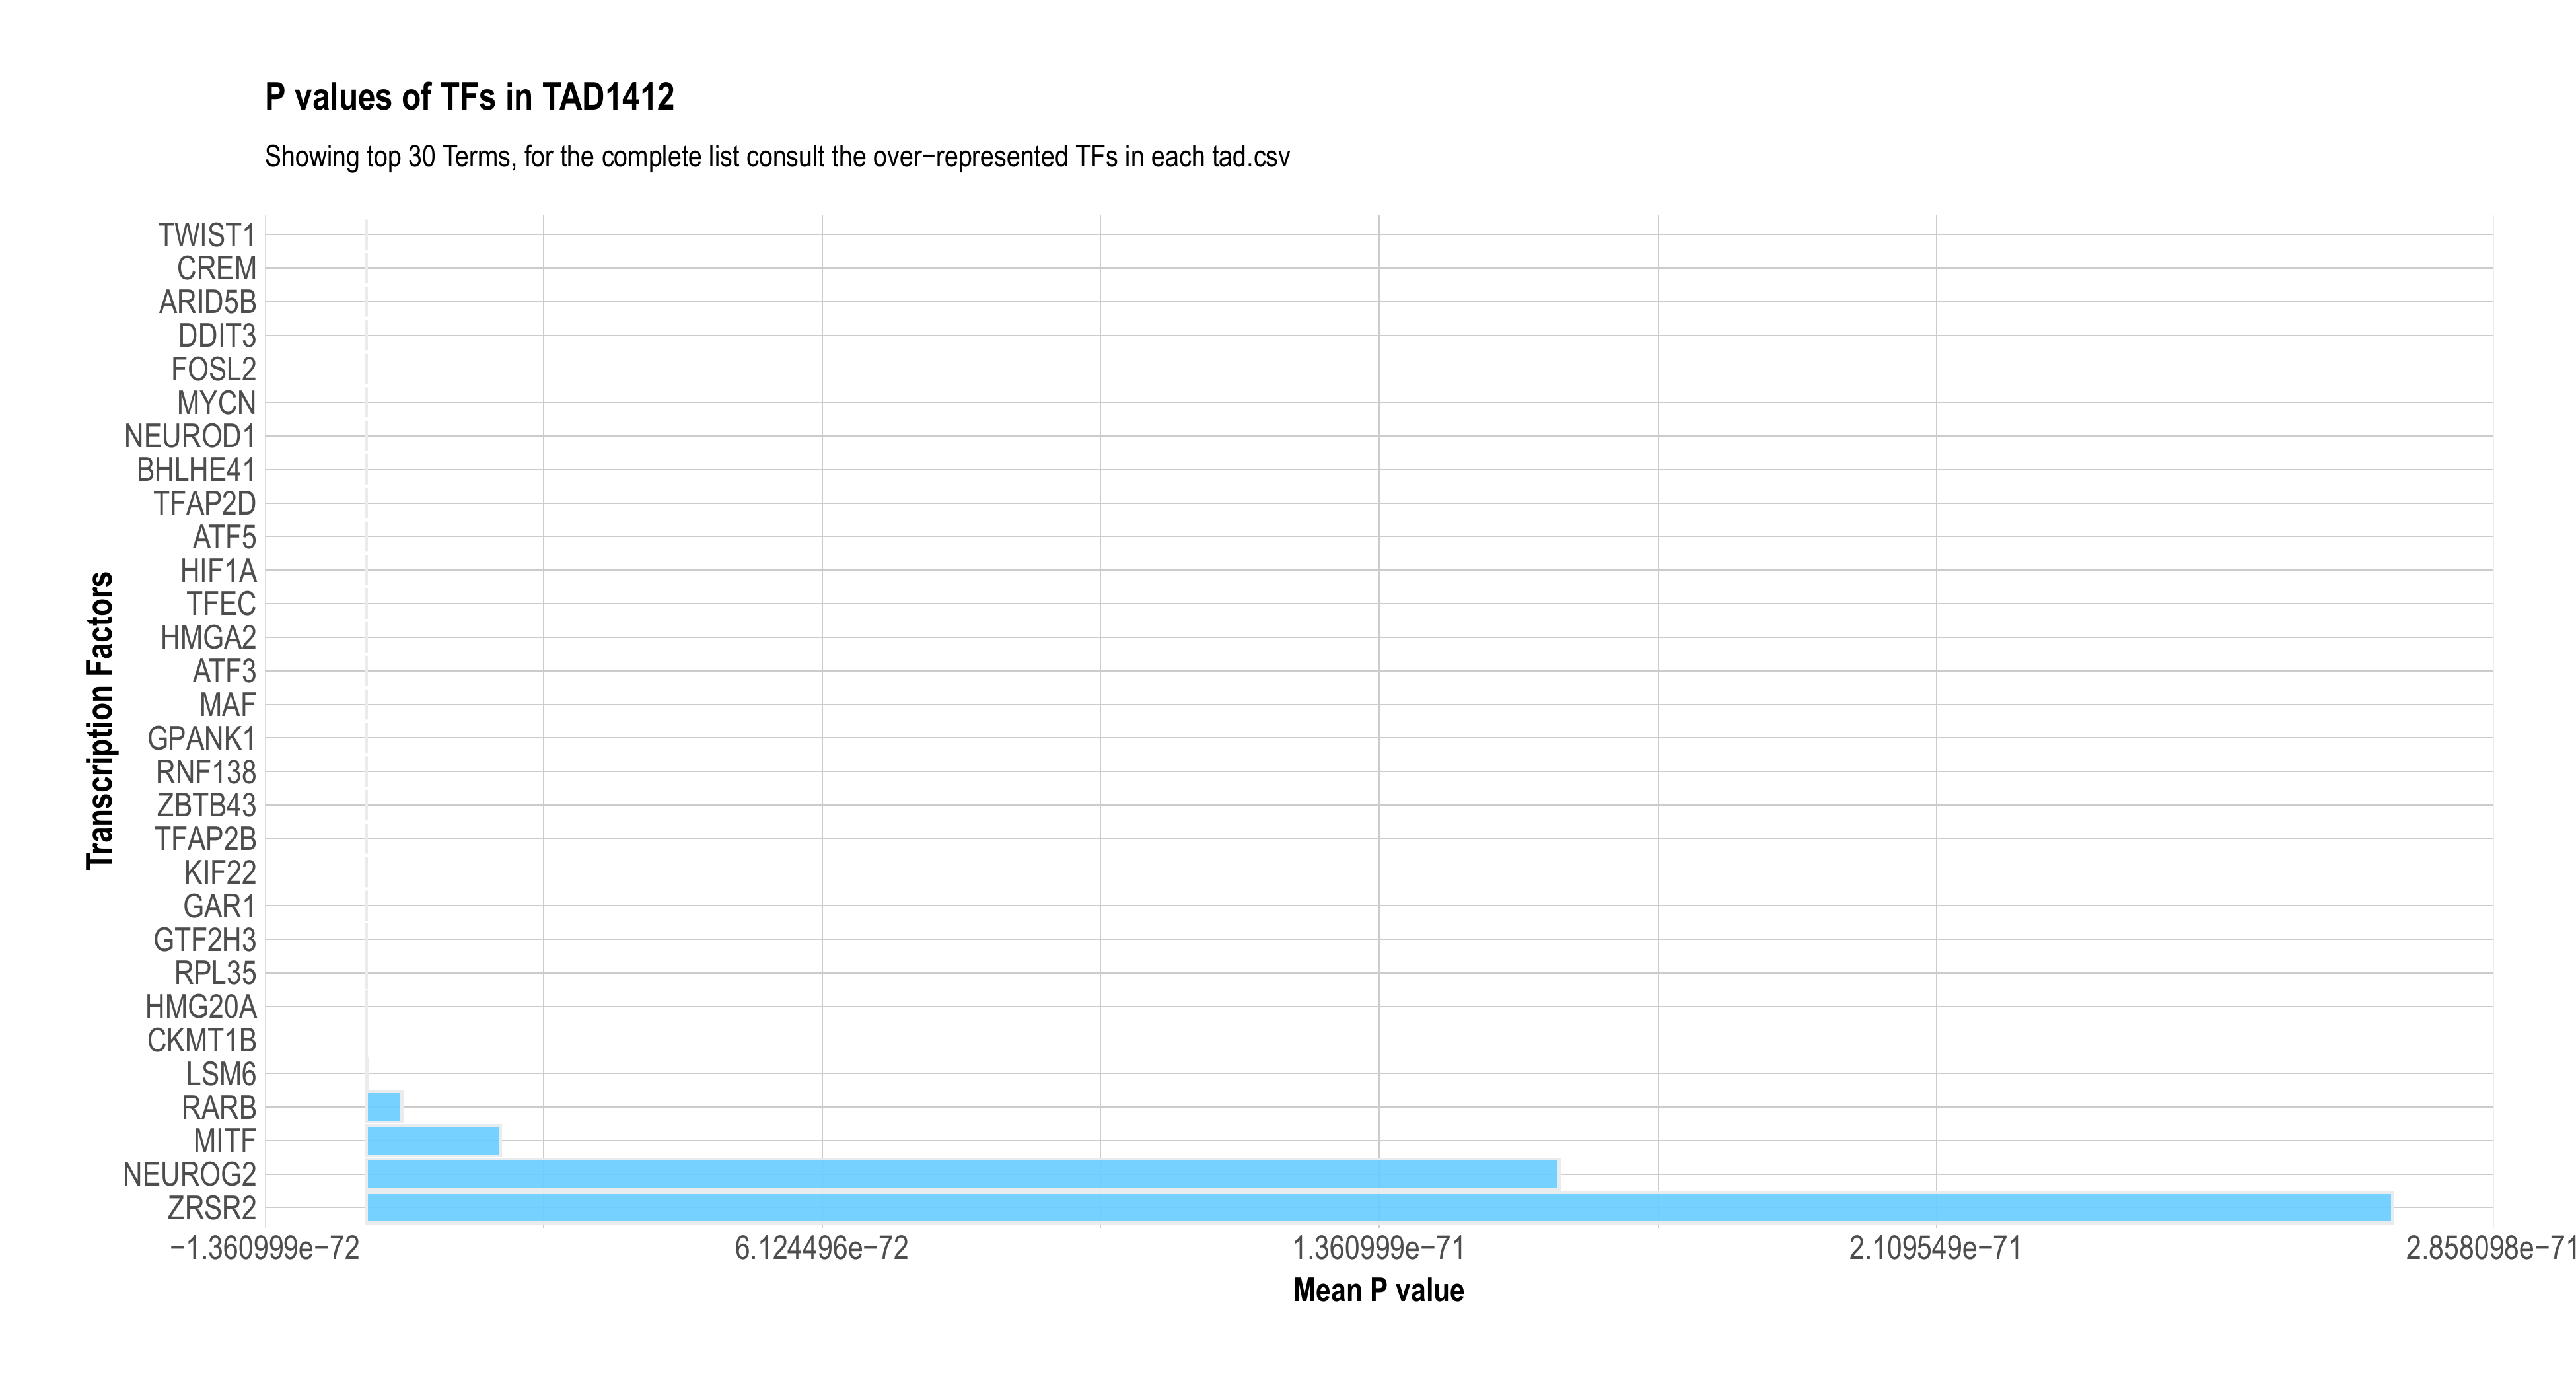 P values of TFs in TAD1412
Showing top 30 Terms, for the complete list consult the over−represented TFs in each tad.csv
Transcription Factors
TWIST1
CREM
ARID5B
DDIT3
FOSL2
MYCN
NEUROD1
BHLHE41
TFAP2D
ATF5
HIF1A
TFEC
HMGA2
ATF3
MAF
GPANK1
RNF138
ZBTB43
TFAP2B
KIF22
GAR1
GTF2H3
RPL35
HMG20A
CKMT1B
LSM6
RARB
MITF
NEUROG2
ZRSR2
−1.360999e−72 6.124496e−72 1.360999e−71 2.109549e−71 2.858098e−71
Mean P value